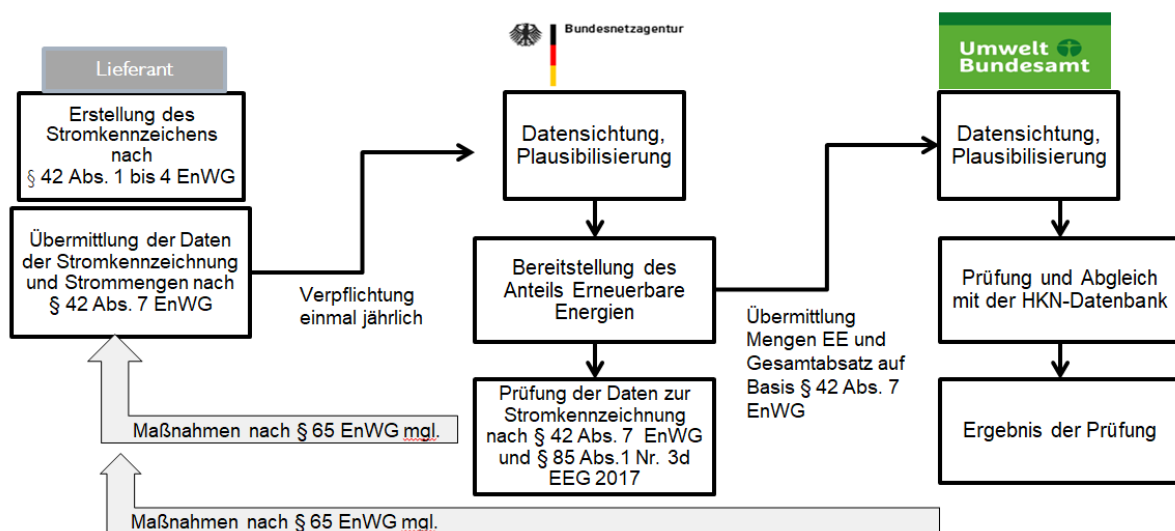 Lieferant
Erstellung des
Stromkennzeichens
nach
§ 42 Abs. 1 bis 4 EnWG
Übermittlung der Daten
der Stromkennzeichnung
und Strommengen nach
§ 42 Abs. 7 EnWG
Verpflichtung
einmal jährlich
Bundesnetzagentur
Datensichtung,
Plausibilisierung
Bereitstellung des
Anteils Erneuerbare
Energien
Prüfung der Daten zur
Stromkennzeichnung
nach § 42 Abs. 7 EnWG
und § 85 Abs.1 Nr. 3d
EEG 2017
Übermittlung
Mengen EE und
Gesamtabsatz auf
Basis § 42 Abs. 7
EnWG
Umwelt
Bundesamt
Datensichtung,
Plausibilisierung
Prüfung und Abgleich
mit der HKN-Datenbank
Ergebnis der Prüfung
Maßnahmen nach § 65 EnWG mgl.
Maßnahmen nach § 65 EnWG mgl.